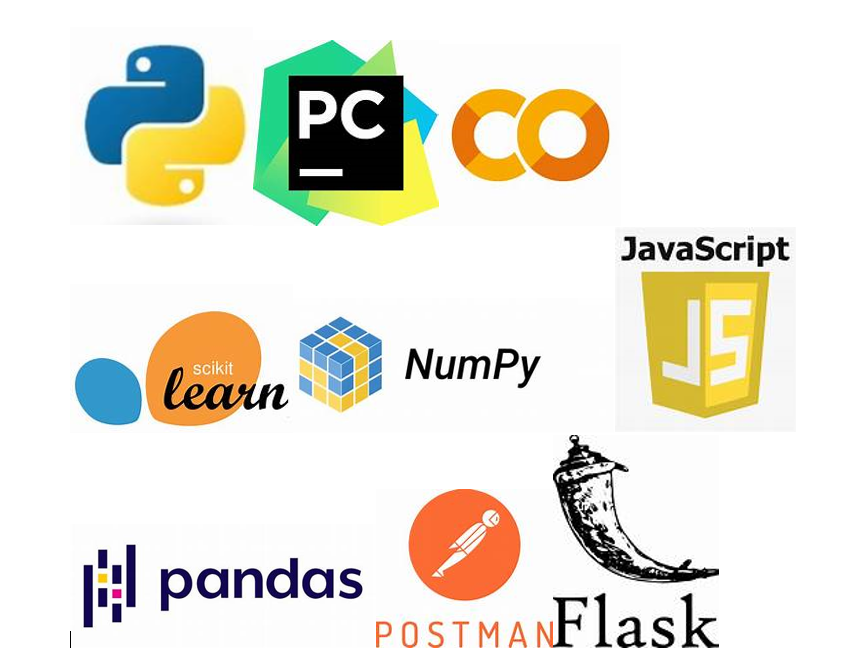 PC
CO
JavaScript
JS
scikit
learn
NumPy
pandas
POSTMAN
Flask